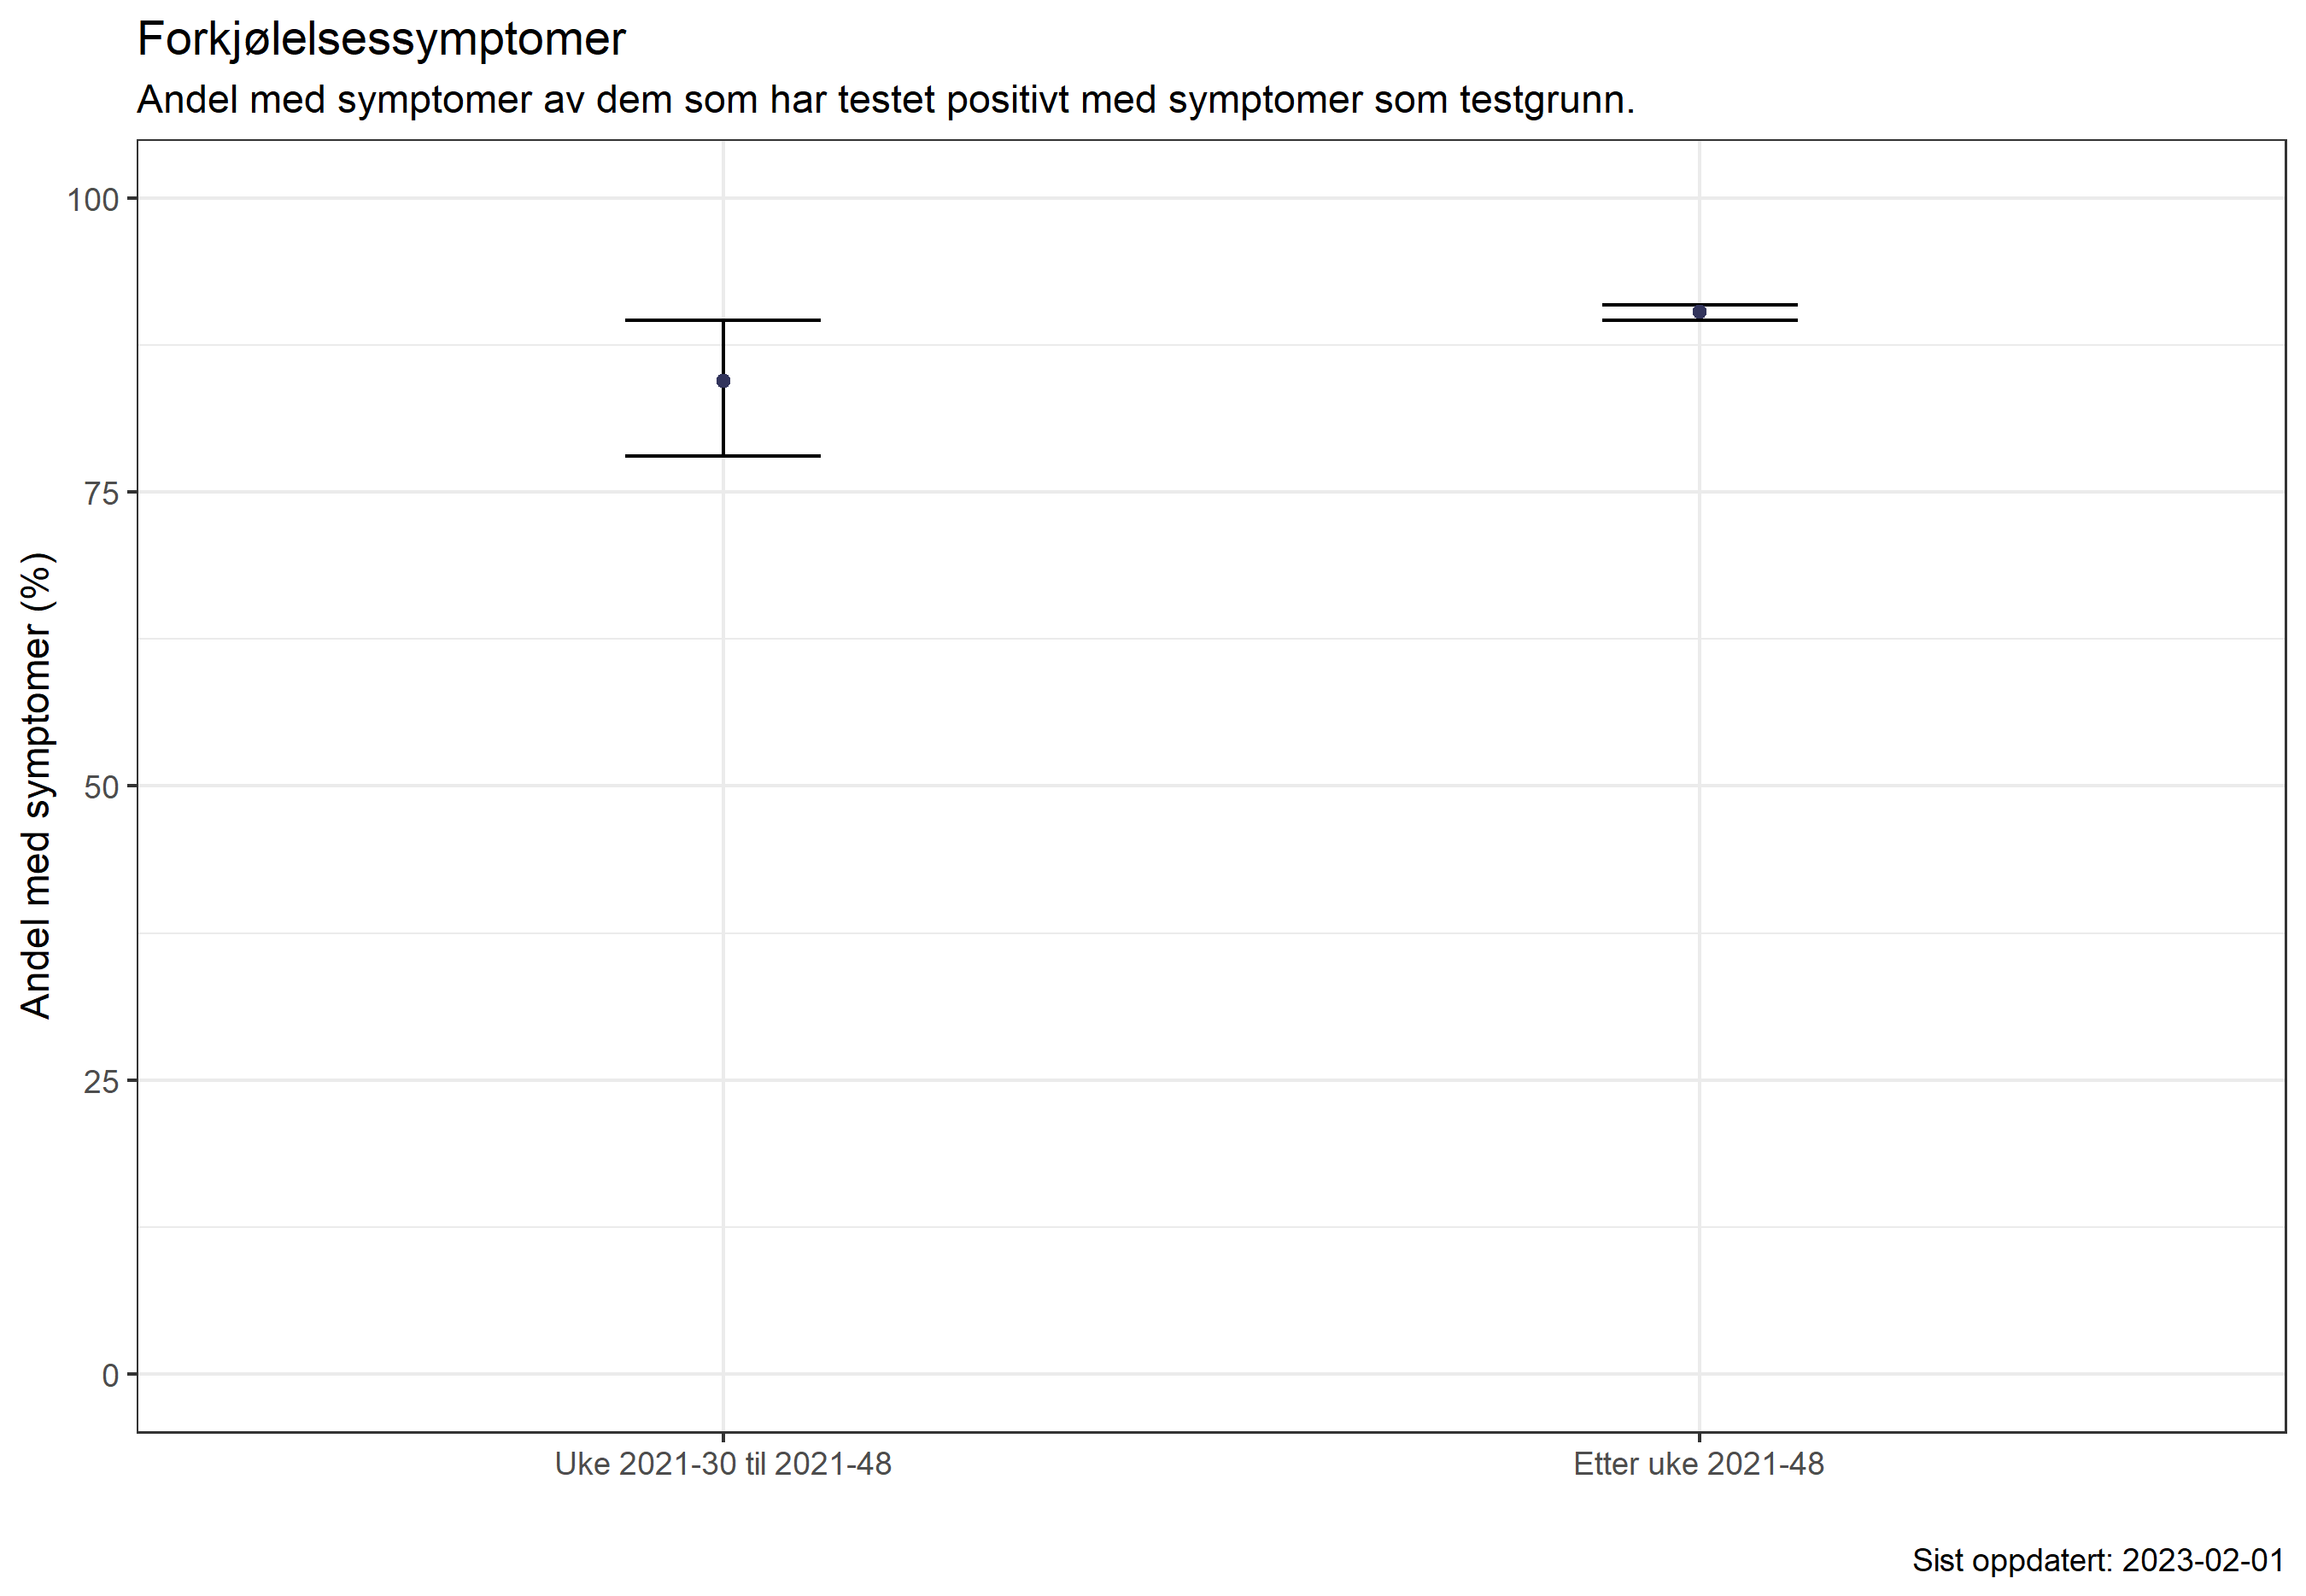 Forkjølelsessymptomer
Andel med symptomer av dem som har testet positivt med symptomer som testgrunn.
Andel med symptomer (%)
100
75
50
25
0
Uke 2021-30 til 2021-48
Etter uke 2021-48
Sist oppdatert: 2023-02-01